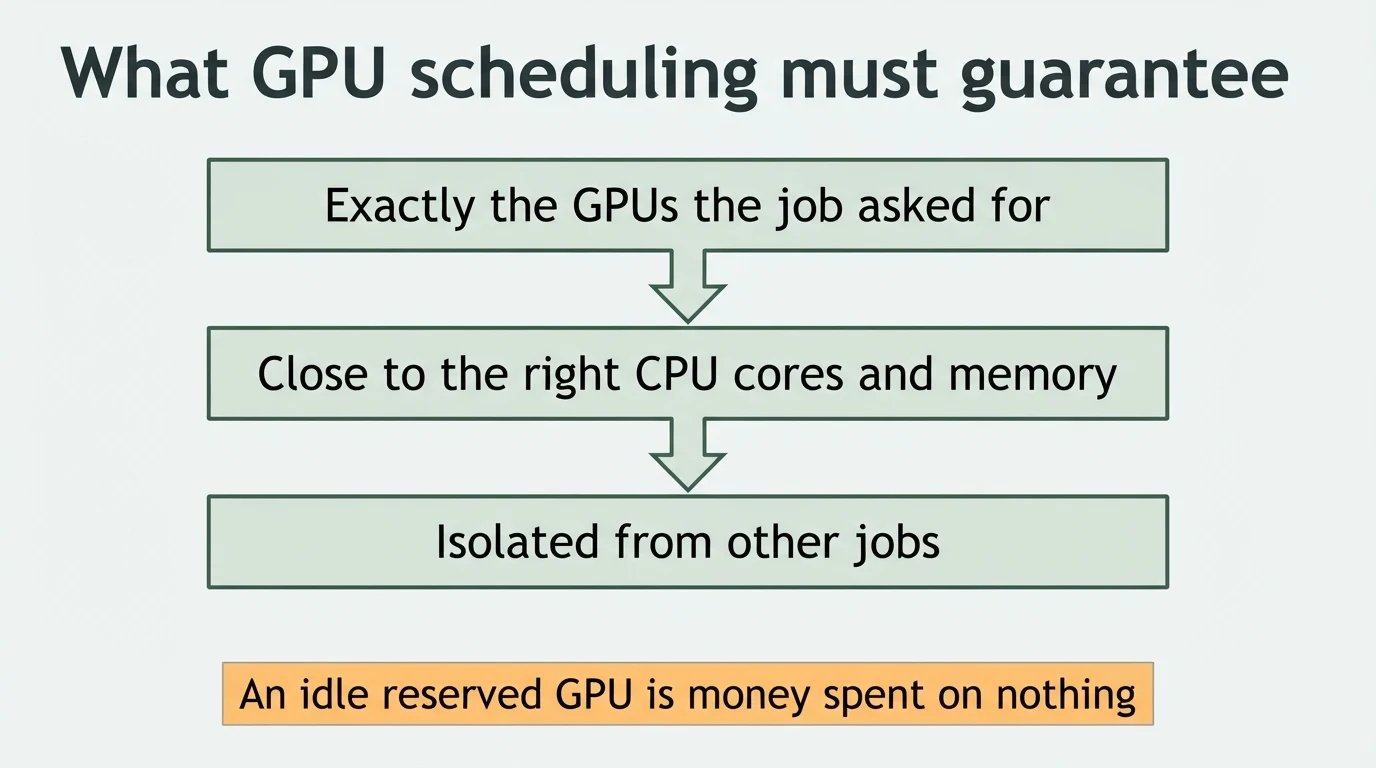 What GPU scheduling must guarantee
Exactly the GPUs the job asked for
Close to the right CPU cores and memory
Isolated from other jobs
An idle reserved GPU is money spent on nothing